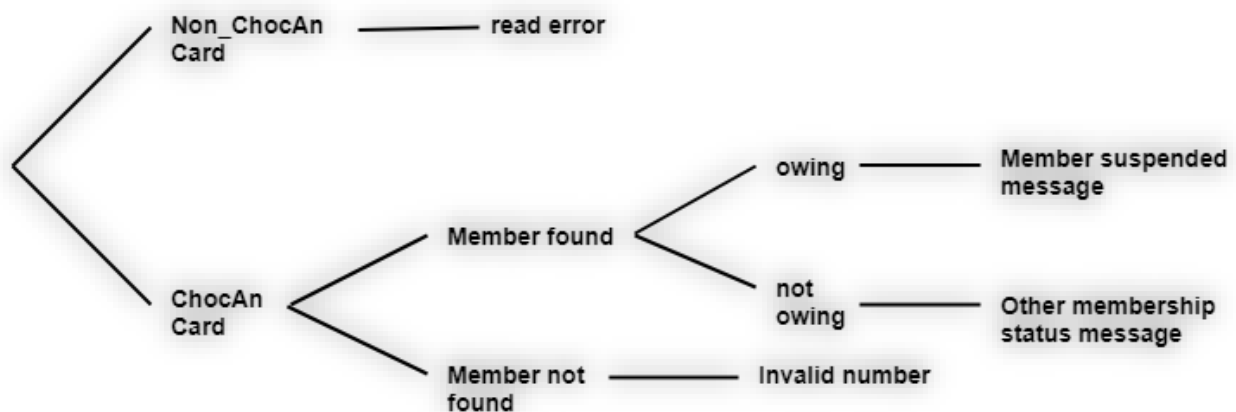 Non_ChocAn
Card
read error
owing
Member suspended
message
Member found
not
owing
Other membership
status message
ChocAn
Card
Member not
found
Invalid number